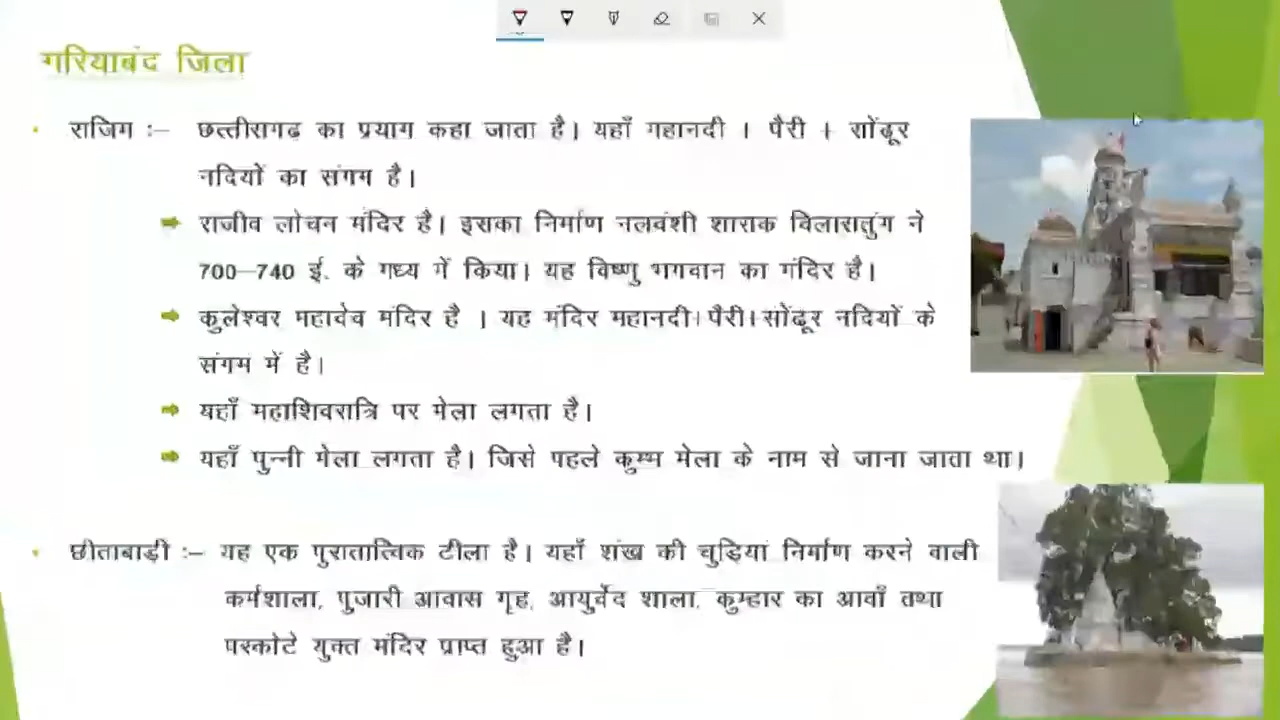 गरियाबंद जिला
राजिम :– छत्तीसगढ का प्रयाग कहा जाता है। यहाँ महानदी + पैरी + सोंढूर
नदियों का संगम है।
राजीव लोचन मंदिर है। इसका निर्माण नलवंशी शासक विलासतुंग ने
700–740 ई. के मध्य में किया। यह विष्णु भगवान का मंदिर है।
कुलेश्वर महादेव मंदिर है । यह मंदिर महानदी+पैरी+सोंढूर नदियों के
संगम में है।
यहाँ महाशिवरात्रि पर मेला लगता है।
यहाँ पुन्नी मेला लगता है। जिसे पहले कुम्भ मेला के नाम से जाना जाता था।
छीताबाड़ी :– यह एक पुरातात्विक टीला है। यहाँ शंख की चुड़ियां निर्माण करने वाली
कर्मशाला, पुजारी आवास गृह, आयुर्वेद शाला, कुम्हार का आवाँ तथा
परकोटे युक्त मंदिर प्राप्त हुआ है।